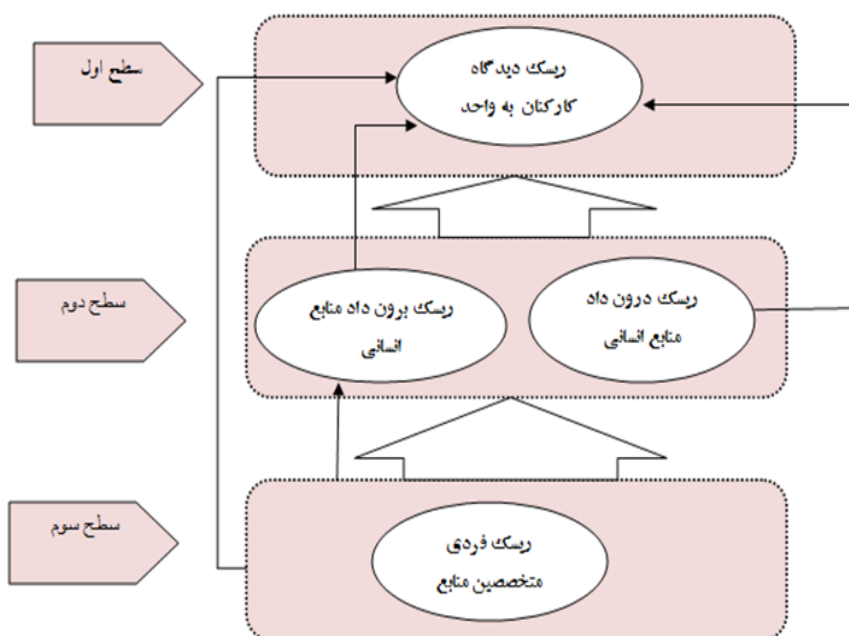 سطح اول
ریسک دیدگاه
کارکنان به واحد
سطح دوم
ریسک درون داد
منابع انسانی
ریسک برون داد منابع
انسانی
سطح سوم
ریسک فردی
متخصصین منابع